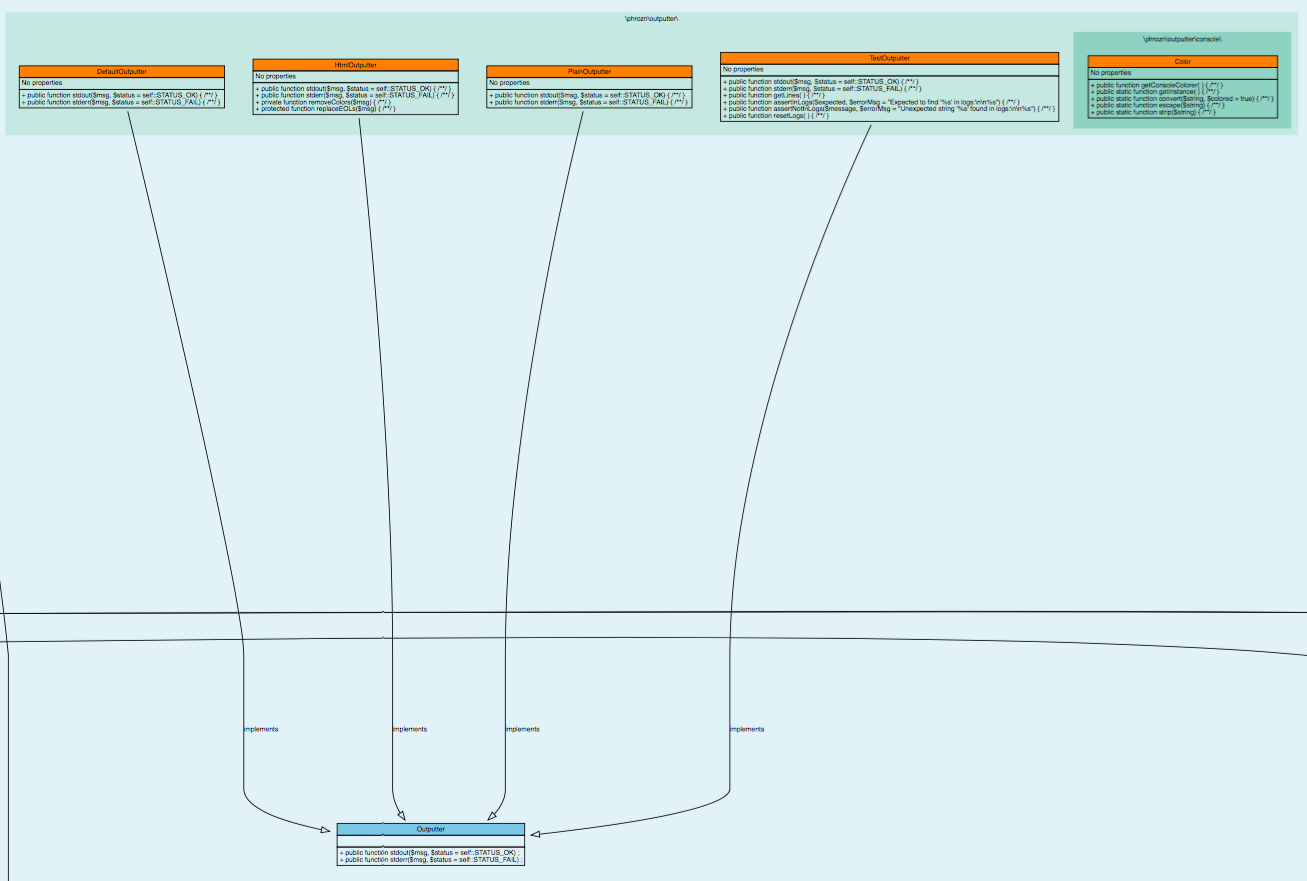 \phrozn\outputter\
\phrozn\outputter\console\
DefaultOutputter
No properties
+ public function stdout($msg, $status = self::STATUS_OK) { /**/ }
+ public function stderr($msg, $status = self::STATUS_FAIL) { /**/ }
HtmlOutputter
No properties
+ public function stdout($msg, $status = self::STATUS_OK) { /**/ }
+ public function stderr($msg, $status = self::STATUS_FAIL) { /**/ }
+ private function removeColors($msg) { /**/ }
+ protected function replaceEOLs($msg) { /**/ }
PlainOutputter
No properties
+ public function stdout($msg, $status = self::STATUS_OK) { /**/ }
+ public function stderr($msg, $status = self::STATUS_FAIL) { /**/ }
TestOutputter
No properties
+ public function stdout($msg, $status = self::STATUS_OK) { /**/ }
+ public function stderr($msg, $status = self::STATUS_FAIL) { /**/ }
+ public function getLines( ) { /**/ }
+ public function assertInLogs($expected, $errorMsg = "Expected to find '%s' in logs:\n\n%s") { /**/ }
+ public function assertNotInLogs($message, $errorMsg = "Unexpected string '%s' found in logs:\n\n%s") { /**/ }
+ public function resetLogs( ) { /**/ }
Color
No properties
+ public function getConsoleColorer( ) { /**/ }
+ public static function getInstance( ) { /**/ }
+ public static function convert($string, $colored = true) { /**/ }
+ public static function escape($string) { /**/ }
+ public static function strip($string) { /**/ }
implements
implements
implements
implements
Outputter
+ public function stdout($msg, $status = self::STATUS_OK) ;
+ public function stderr($msg, $status = self::STATUS_FAIL) ;